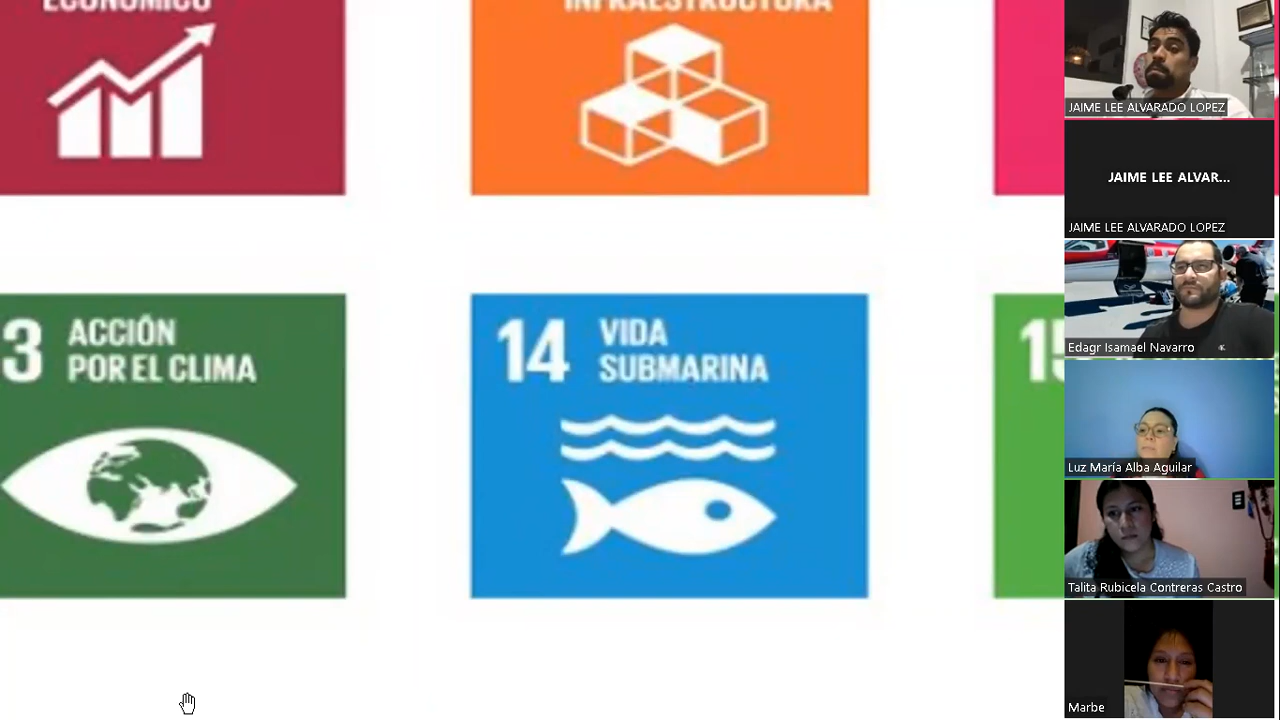 ECONÓMICO
INFRAESTRUCTURA
3 ACCIÓN
POR EL CLIMA
14 VIDA
SUBMARINA
15
JAIME LEE ALVARADO LOPEZ
JAIME LEE ALVAR...
JAIME LEE ALVARADO LOPEZ
Edagr Isamael Navarro
Luz María Alba Aguilar
Talita Rubicela Contreras Castro
Marbe